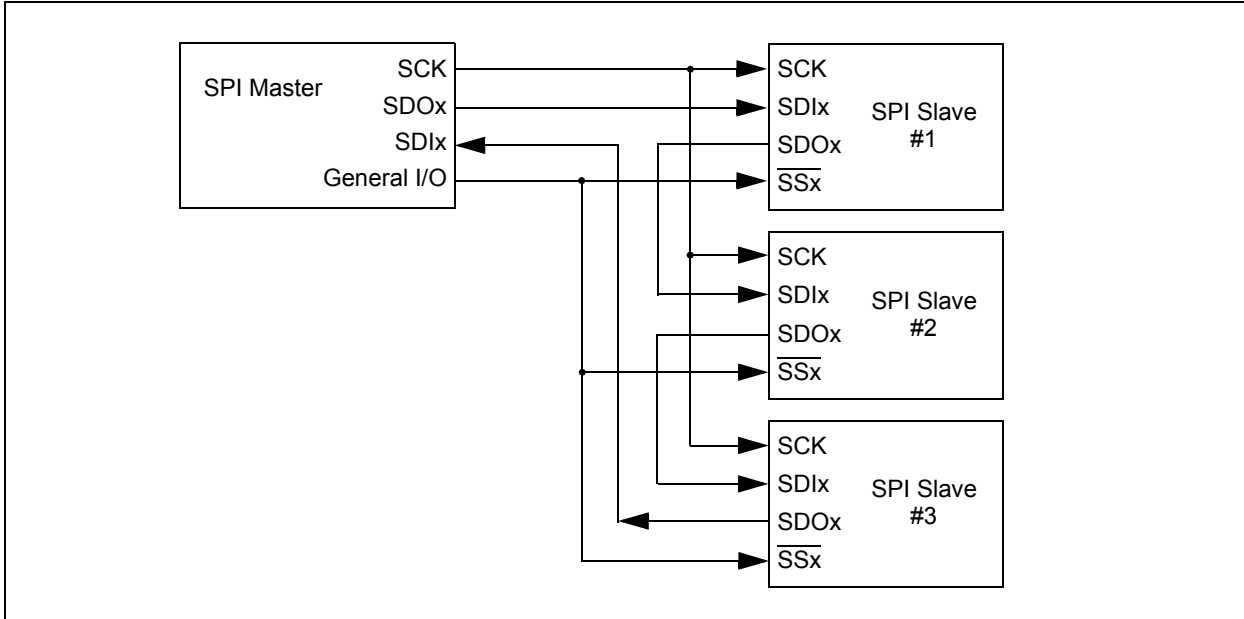 SPI Master
SCK
SDOx
SDIx
General I/O
SCK
SDIx
SDOx
SSx
SPI Slave
#1
SCK
SDIx
SDOx
SSx
SPI Slave
#2
SCK
SDIx
SDOx
SSx
SPI Slave
#3